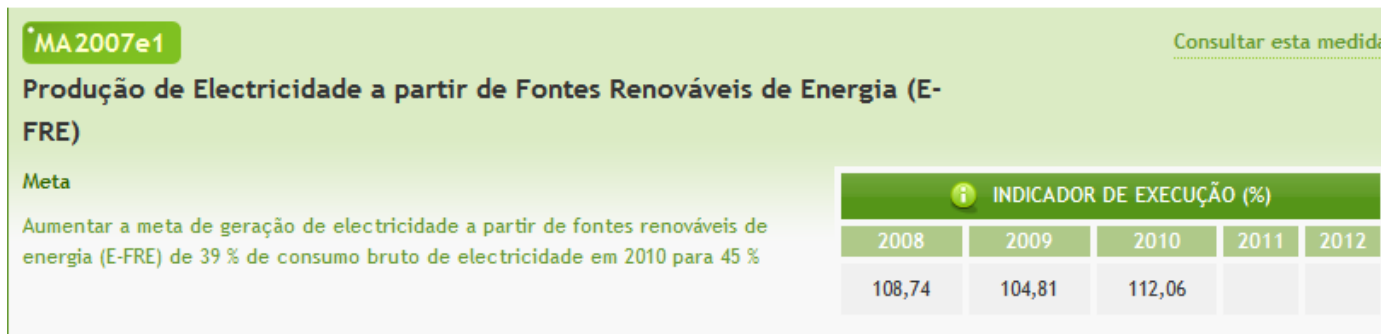 MA2007e1
Consultar esta medida
Produção de Electricidade a partir de Fontes Renováveis de Energia (E-
FRE)
Meta
Aumentar a meta de geração de electricidade a partir de fontes renováveis de
energia (E-FRE) de 39 % de consumo bruto de electricidade em 2010 para 45 %
INDICADOR DE EXECUÇÃO (%)
2008 2009 2010 2011 2012
108,74 104,81 112,06